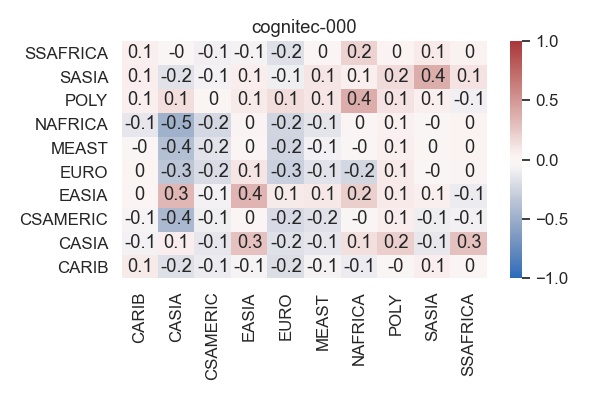 cognitec-000
SSAFRICA 0.1 -0 -0.1 -0.1 -0.2 0 0.2 0 0.1 0
SASIA 0.1 -0.2 -0.1 0.1 -0.1 0.1 0.1 0.2 0.4 0.1
POLY 0.1 0.1 0 0.1 0.1 0.1 0.4 0.1 0.1 -0.1
NAFRICA -0.1 -0.5 -0.2 0 -0.2 -0.1 0 0.1 -0 0
MEAST -0 -0.4 -0.2 0 -0.2 -0.1 -0 0.1 0 0
EURO 0 -0.3 -0.2 0.1 -0.3 -0.1 -0.2 0.1 -0 0
EASIA 0 0.3 -0.1 0.4 0.1 0.1 0.2 0.1 0.1 -0.1
CSAMERIC -0.1 -0.4 -0.1 0 -0.2 -0.2 -0 0.1 -0.1 -0.1
CASIA -0.1 0.1 -0.1 0.3 -0.2 -0.1 0.1 0.2 -0.1 0.3
CARIB 0.1 -0.2 -0.1 -0.1 -0.2 -0.1 -0.1 -0 0.1 0
CARIB CASIA CSAMERIC EASIA EURO MEAST NAFRICA POLY SASIA SSAFRICA
1.0
0.5
0.0
−0.5
−1.0